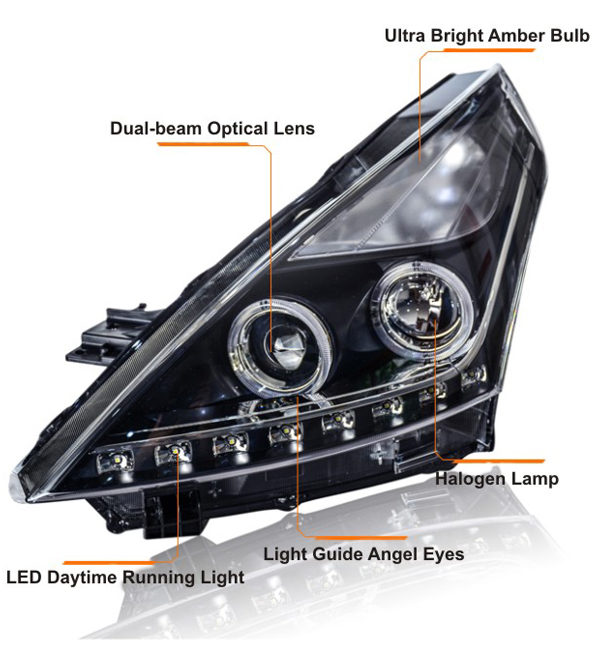 Ultra Bright Amber Bulb
Dual-beam Optical Lens
Halogen Lamp
Light Guide Angel Eyes
LED Daytime Running Light